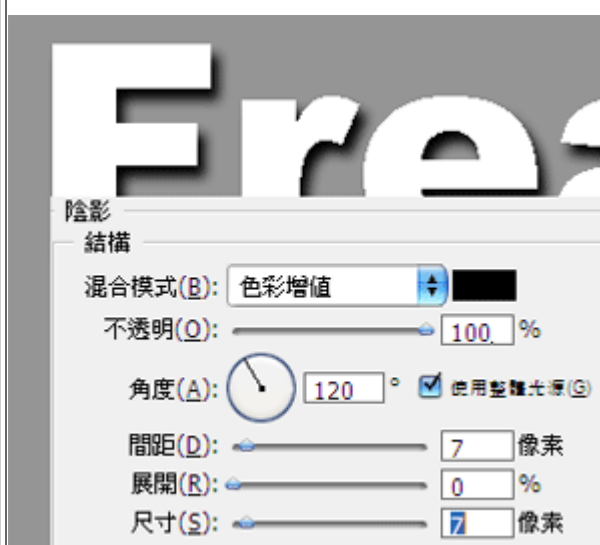 Frea
陰影
結構
混合模式(B): 色彩增值
不透明(O): 100 %
角度(A): 120 ° 使用整體光源(G)
間距(D): 7 像素
展開(R): 0 %
尺寸(S): 7 像素